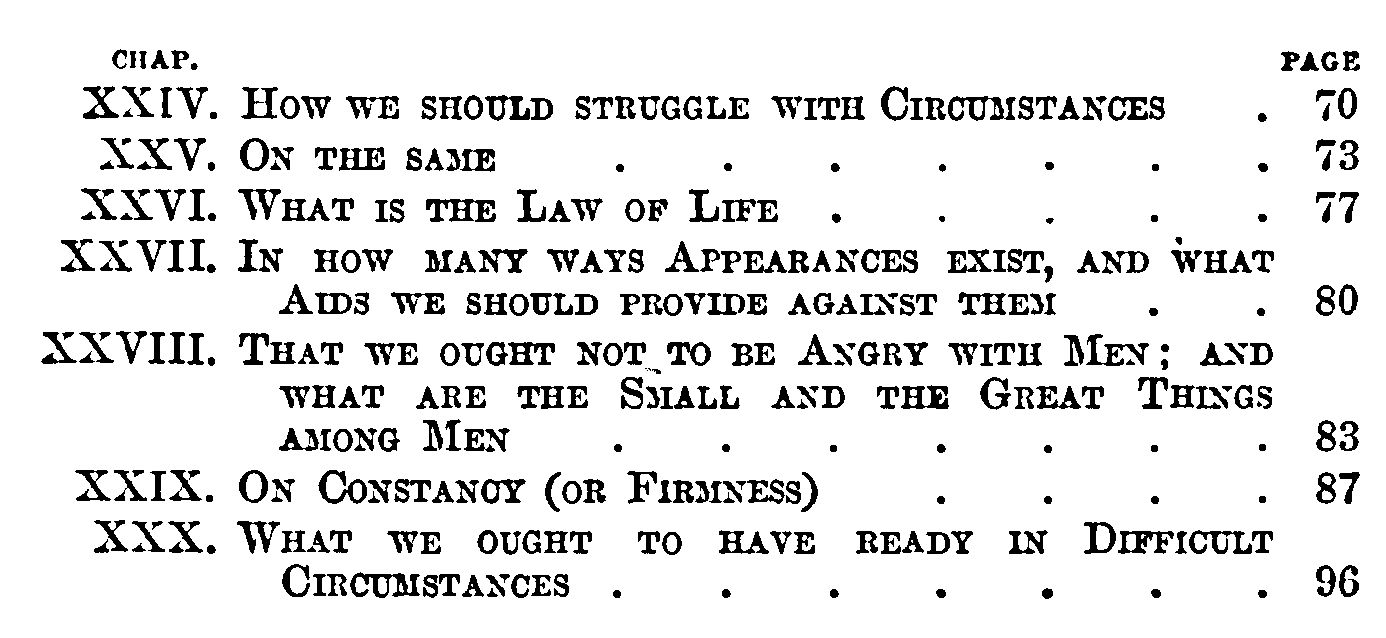 CHAP. PAGE
XXIV. How we should struggle with Circumstances . 70
XXV. On the same . . . . . . . 73
XXVI. What is the Law of Life . . . . . 77
XXVII. In how many ways Appearances exist, and what
Aids we should provide against them . . 80
XXVIII. That we ought not to be Angry with Men; and
what are the Small and the Great Things
among Men . . . . . . . 83
XXIX. On Constancy (or Firmness) . . . . 87
XXX. What we ought to have ready in Difficult
Circumstances . . . . . . . 96